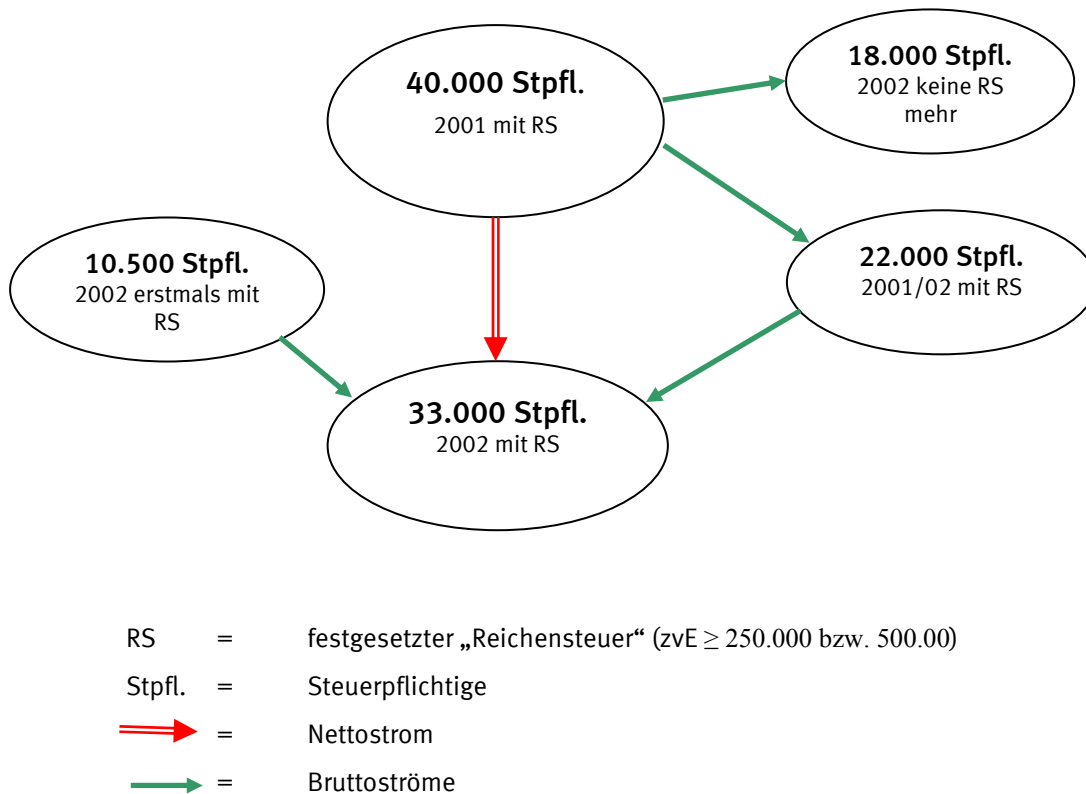 40.000 Stpfl.
2001 mit RS
18.000 Stpfl.
2002 keine RS
mehr
10.500 Stpfl.
2002 erstmals mit
RS
22.000 Stpfl.
2001/02 mit RS
33.000 Stpfl.
2002 mit RS
RS = festgesetzter „Reichensteuer“ (zvE ≥ 250.000 bzw. 500.00)
Stpfl. = Steuerpflichtige
= Nettostrom
= Bruttoströme